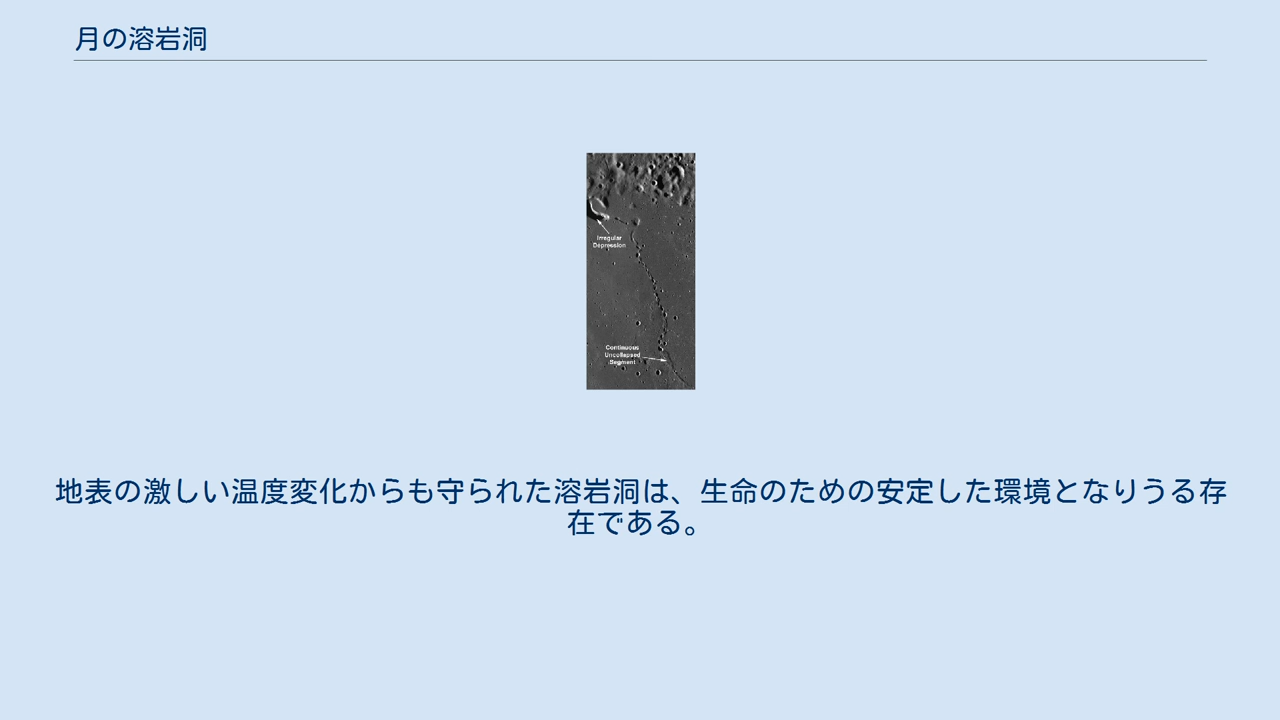 月の溶岩洞
Irregular
Depression
Continuous
Uncollapsed
Segment
地表の激しい温度変化からも守られた溶岩洞は、生命のための安定した環境となりうる存
在である。